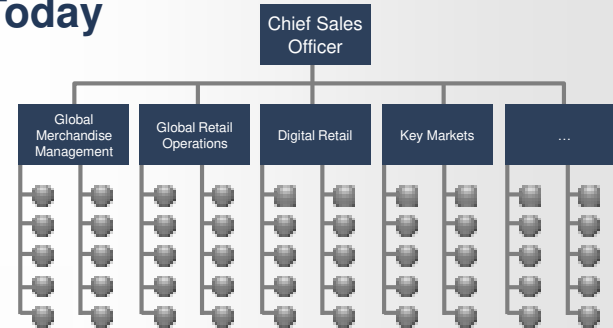 Today
Chief Sales
Officer
Global
Merchandise
Management
Global Retail
Operations
Digital Retail
Key Markets
…